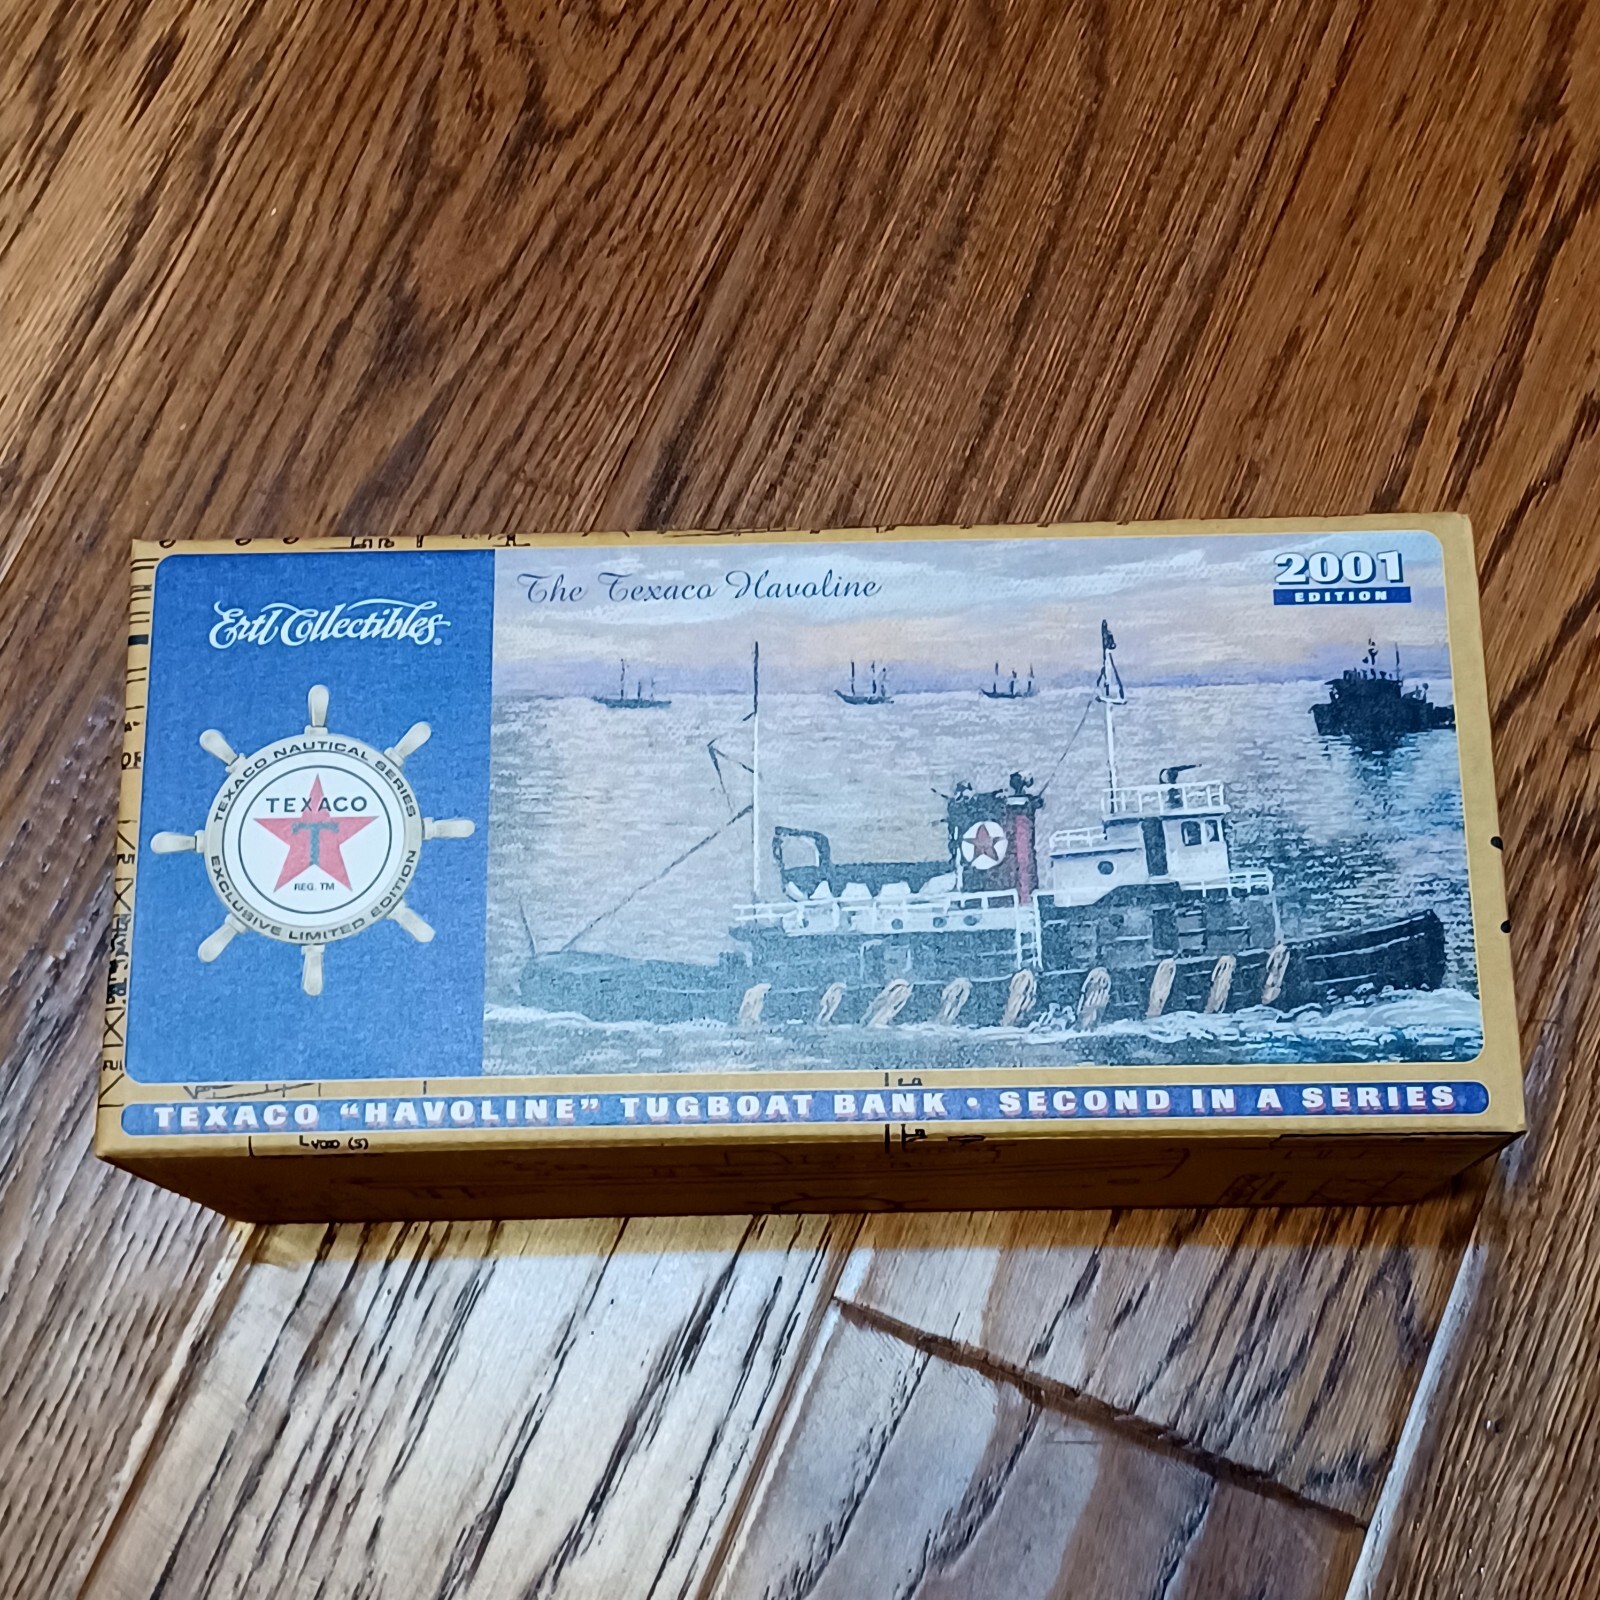 The Texaco Havoline
2001
EDITION
Ertl Collectibles
TEXACO NAUTICAL SERIES
TEXACO
T
REG. TM
EXCLUSIVE LIMITED EDITION
TEXACO “HAVOLINE” TUGBOAT BANK • SECOND IN A SERIES